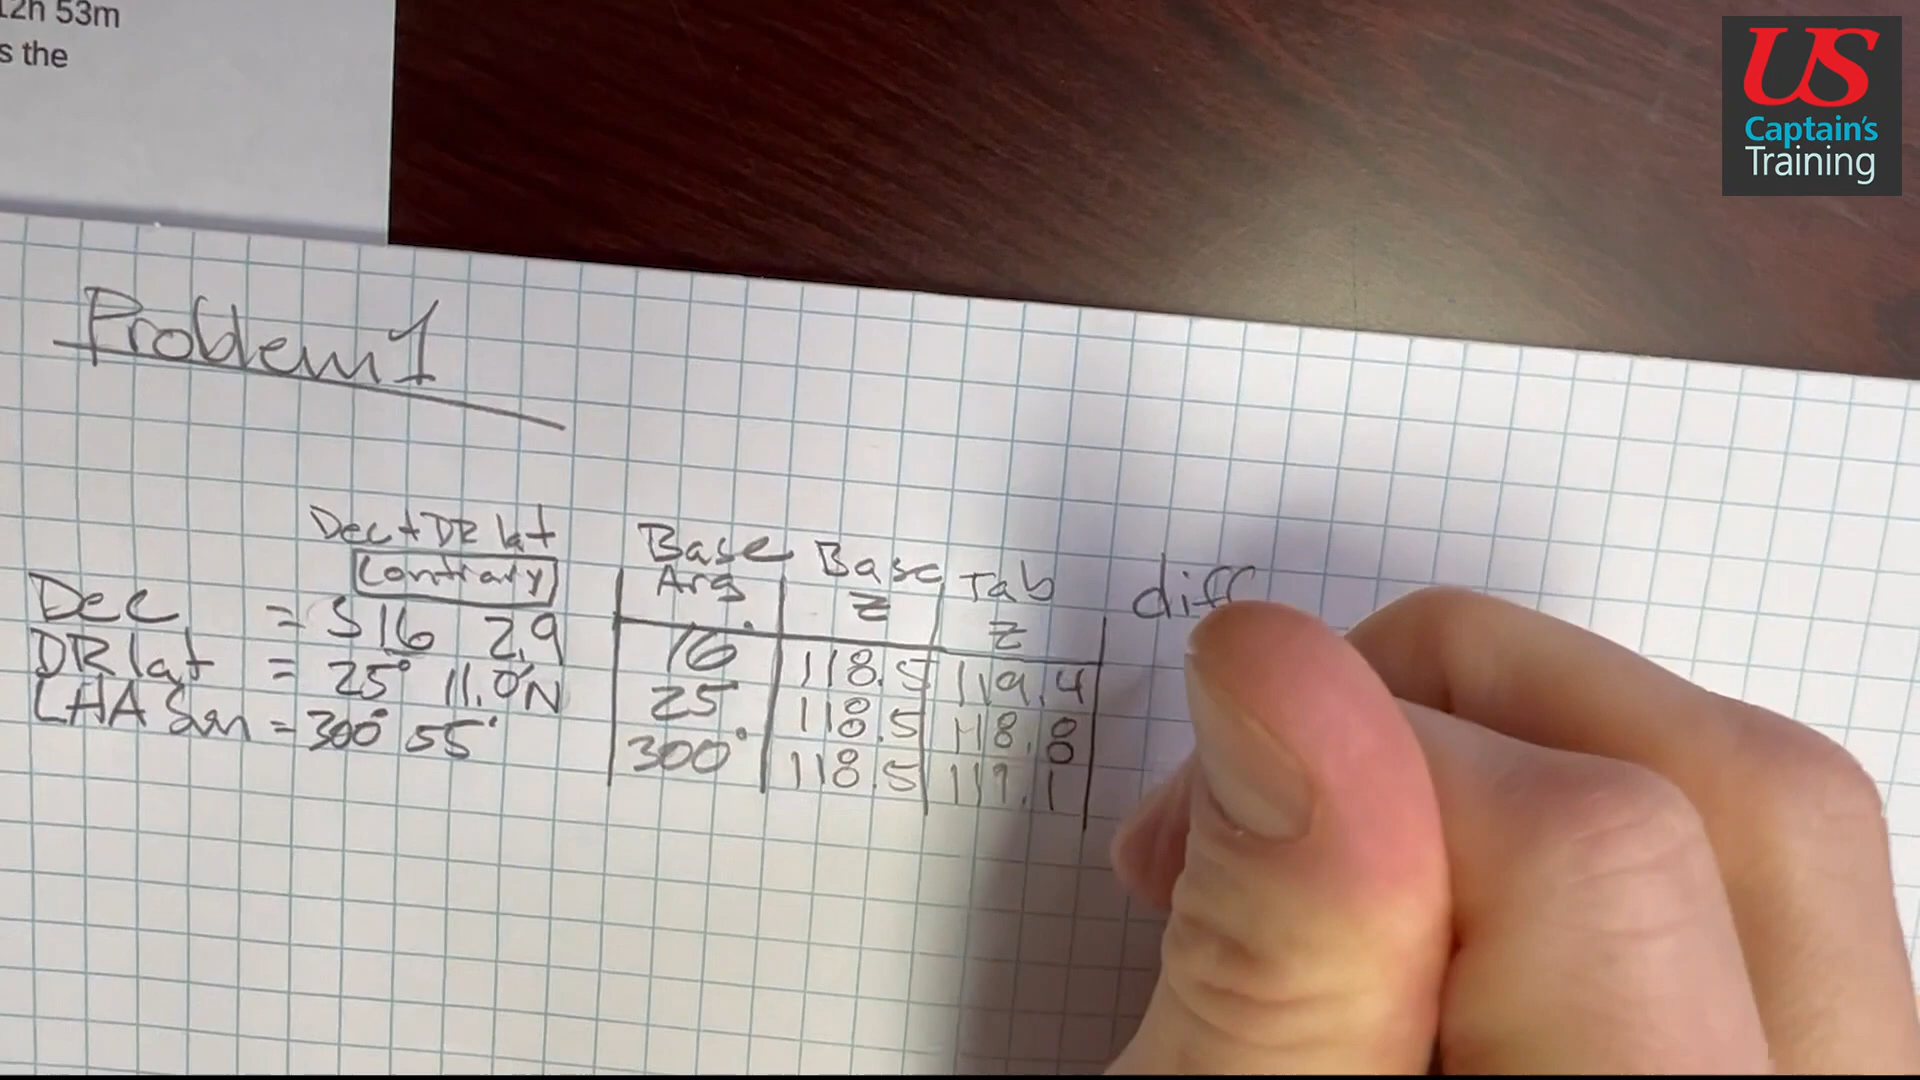 12h 53m
s the
US
Captain's
Training
Problem 1
Dec + DR lat
Contrary
Base Arg. Base z Tab z diff
Dec = S 16 2.9 16 118.5 119.4
DR lat = 25° 11.0'N 25 118.5 118.8
LHA Sun = 300° 55' 300° 118.5 119.1